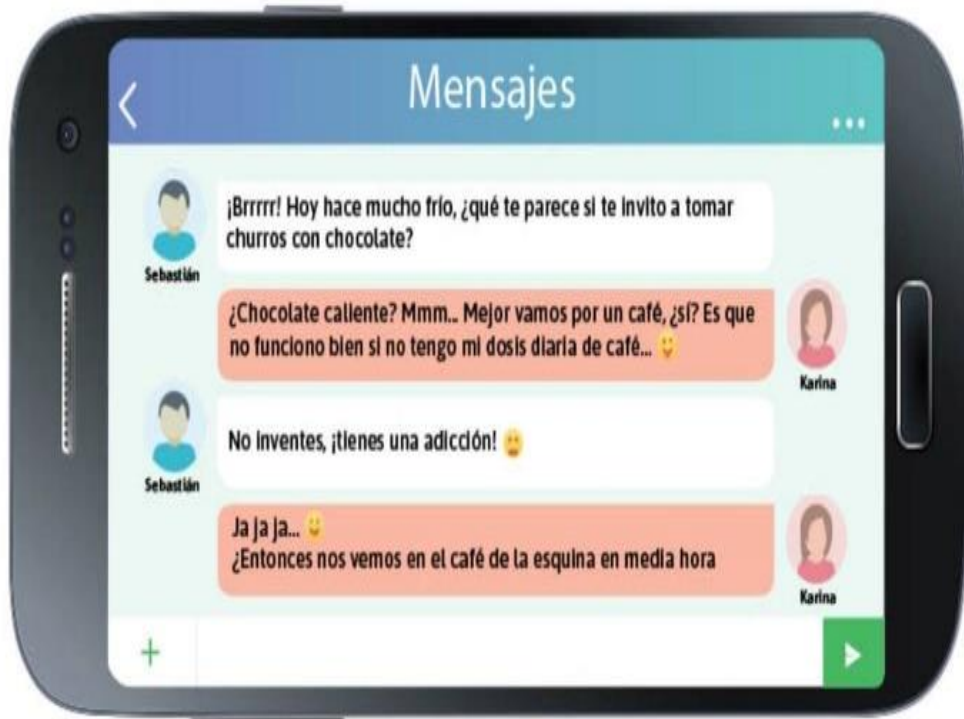 Mensajes
¡Brrrrr! Hoy hace mucho frío, ¿qué te parece si te invito a tomar
churros con chocolate?
Sebastián
¿Chocolate caliente? Mmm... Mejor vamos por un café, ¿sí? Es que
no funciono bien si no tengo mi dosis diaria de café...
Karina
No inventes, ¡tienes una adicción!
Sebastián
Ja ja ja...
¿Entonces nos vemos en el café de la esquina en media hora
Karina